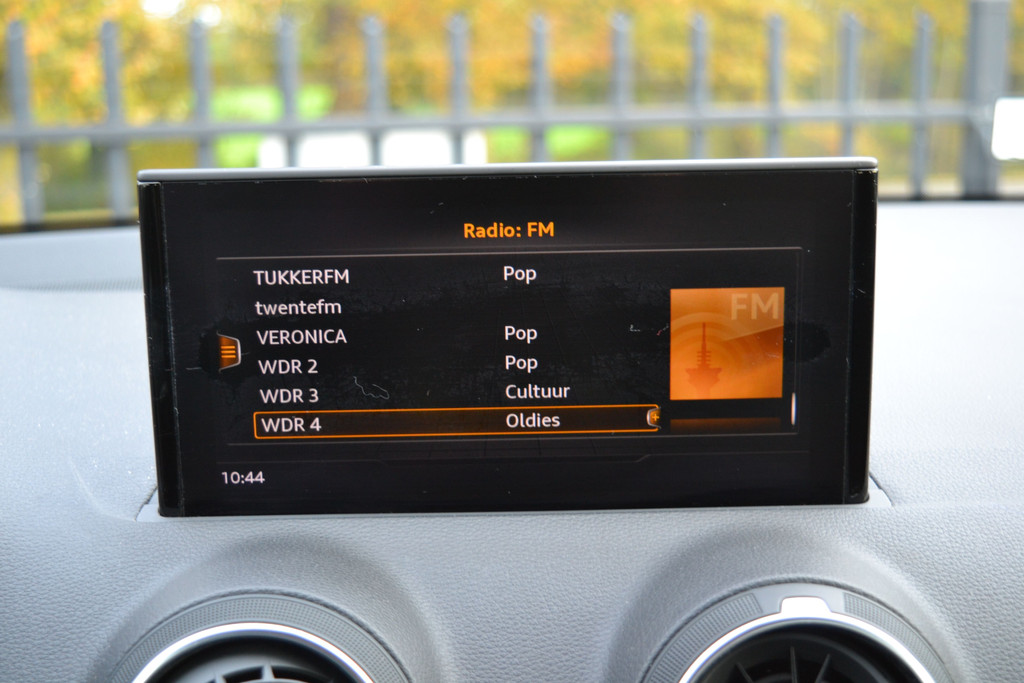 Radio: FM
TUKKERFM Pop
twentefm
FM
VERONICA Pop
WDR 2 Pop
WDR 3 Cultuur
WDR 4 Oldies
10:44